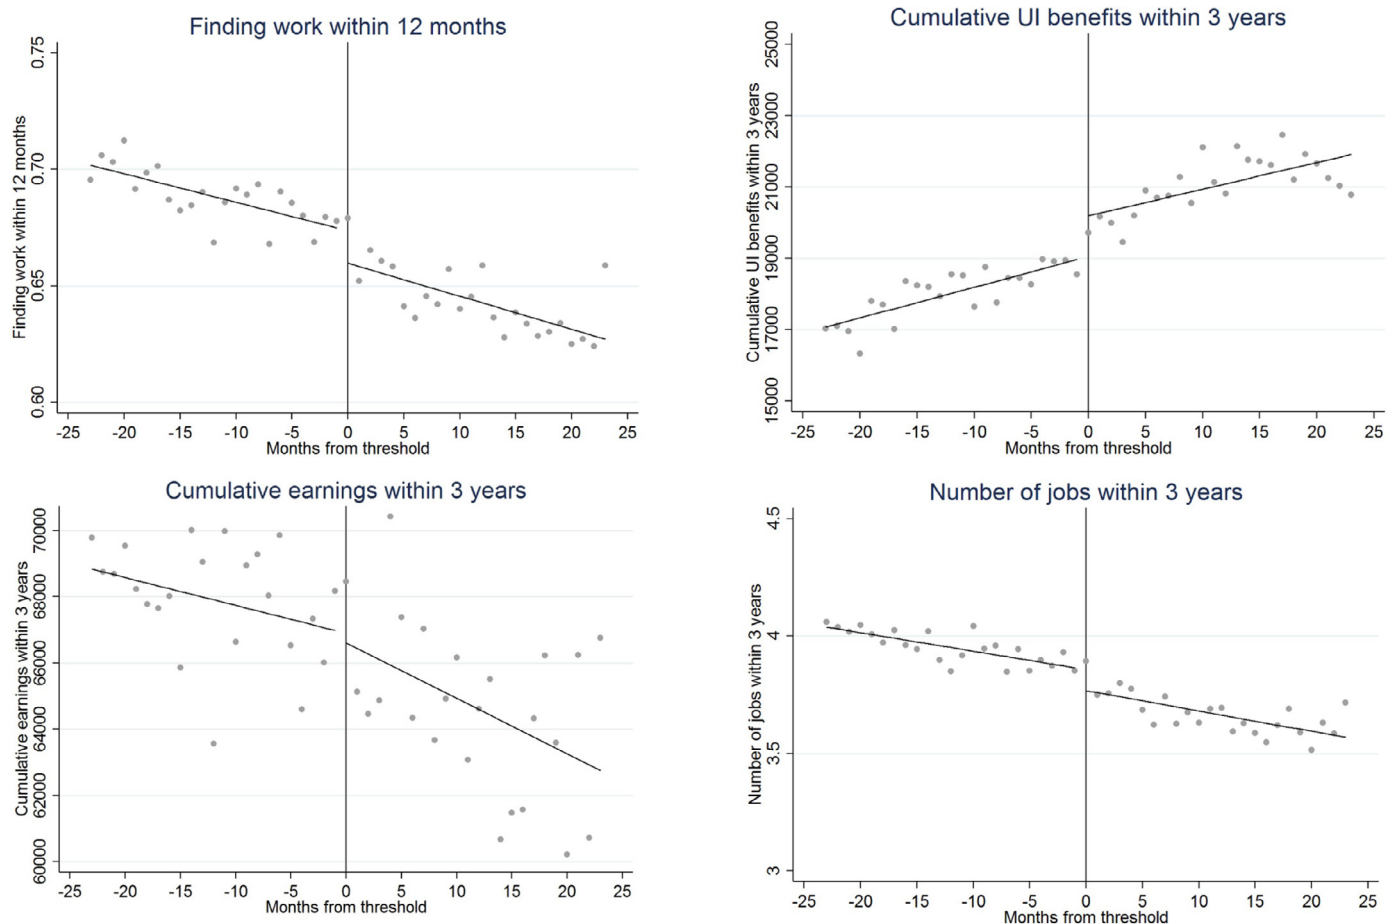 Finding work within 12 months
Finding work within 12 months
0.75
0.70
0.65
0.60
-25 -20 -15 -10 -5 0 5 10 15 20 25
Months from threshold
Cumulative UI benefits within 3 years
Cumulative UI benefits within 3 years
25000
23000
21000
19000
17000
15000
-25 -20 -15 -10 -5 0 5 10 15 20 25
Months from threshold
Cumulative earnings within 3 years
Cumulative earnings within 3 years
70000
68000
66000
64000
62000
60000
-25 -20 -15 -10 -5 0 5 10 15 20 25
Months from threshold
Number of jobs within 3 years
Number of jobs within 3 years
4.5
4
3.5
3
-25 -20 -15 -10 -5 0 5 10 15 20 25
Months from threshold